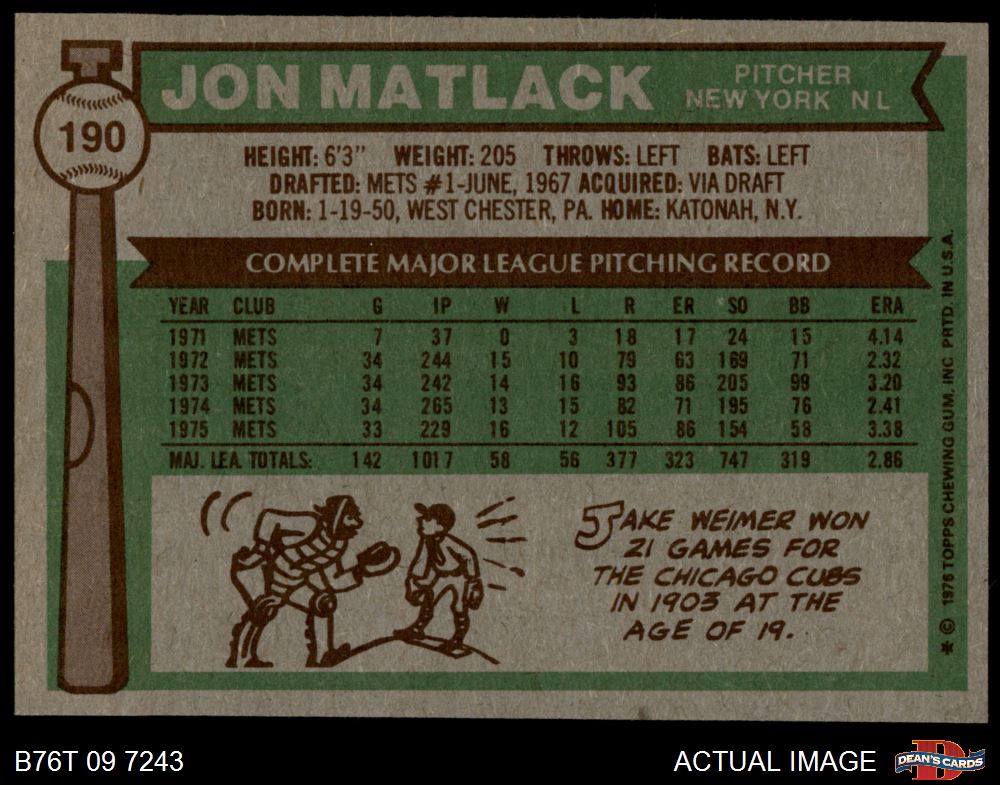 T
190
JON MATLACK
PITCHER
NEW YORK NL
HEIGHT: 6'3" WEIGHT: 205 THROWS: LEFT BATS: LEFT
DRAFTED: METS #1-JUNE, 1967 ACQUIRED: VIA DRAFT
BORN: 1-19-50, WEST CHESTER, PA. HOME: KATONAH, N.Y.
COMPLETE MAJOR LEAGUE PITCHING RECORD
YEAR CLUB G IP W L R ER SO BB ERA
1971 METS 7 37 0 3 18 17 24 15 4.14
1972 METS 34 244 15 10 79 63 169 71 2.32
1973 METS 34 242 14 16 93 86 205 99 3.20
1974 METS 34 265 13 15 82 71 195 76 2.41
1975 METS 33 229 16 12 105 86 154 58 3.38
MAJ. LEA. TOTALS: 142 1017 58 56 377 323 747 319 2.86
JAKE WEIMER WON
21 GAMES FOR
THE CHICAGO CUBS
IN 1903 AT THE
AGE OF 19.
* © 1976 TOPPS CHEWING GUM, INC. PRTD. IN U.S.A.
B76T 09 7243
ACTUAL IMAGE
D
DEAN'S CARDS